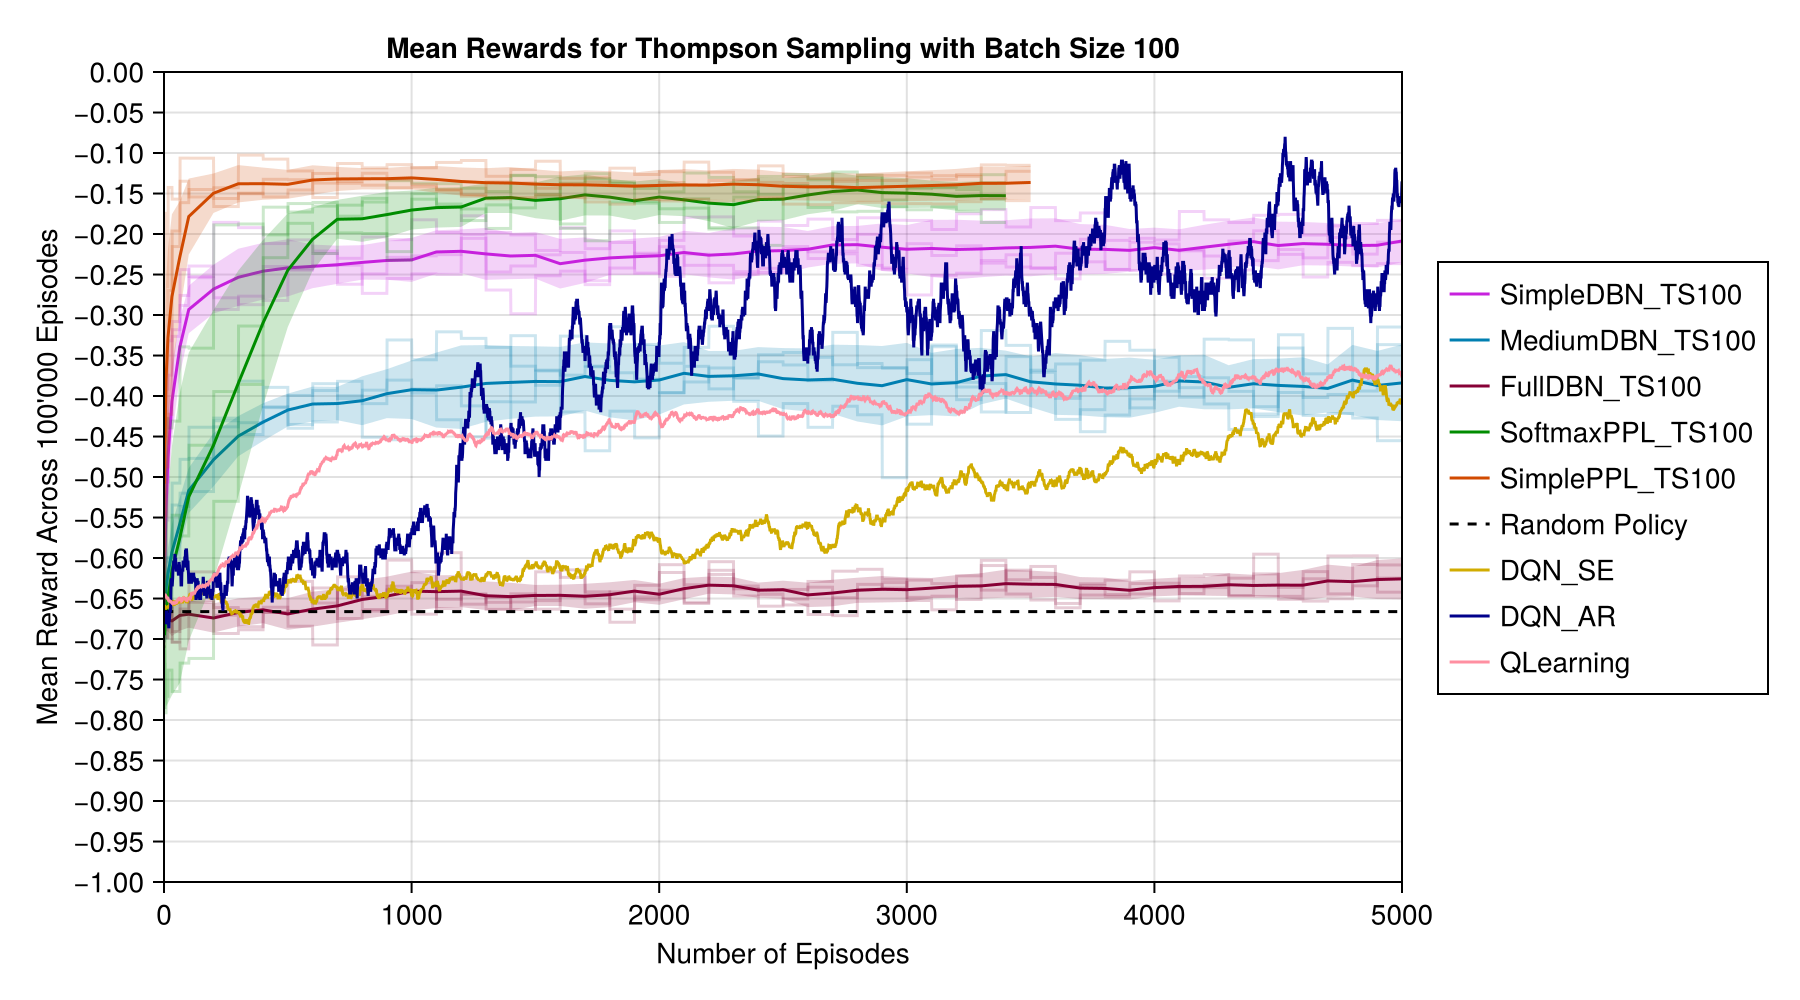 Mean Rewards for Thompson Sampling with Batch Size 100
Mean Reward Across 100'000 Episodes
0.00
−0.05
−0.10
−0.15
−0.20
−0.25
−0.30
−0.35
−0.40
−0.45
−0.50
−0.55
−0.60
−0.65
−0.70
−0.75
−0.80
−0.85
−0.90
−0.95
−1.00
0 1000 2000 3000 4000 5000
Number of Episodes
SimpleDBN_TS100
MediumDBN_TS100
FullDBN_TS100
SoftmaxPPL_TS100
SimplePPL_TS100
Random Policy
DQN_SE
DQN_AR
QLearning